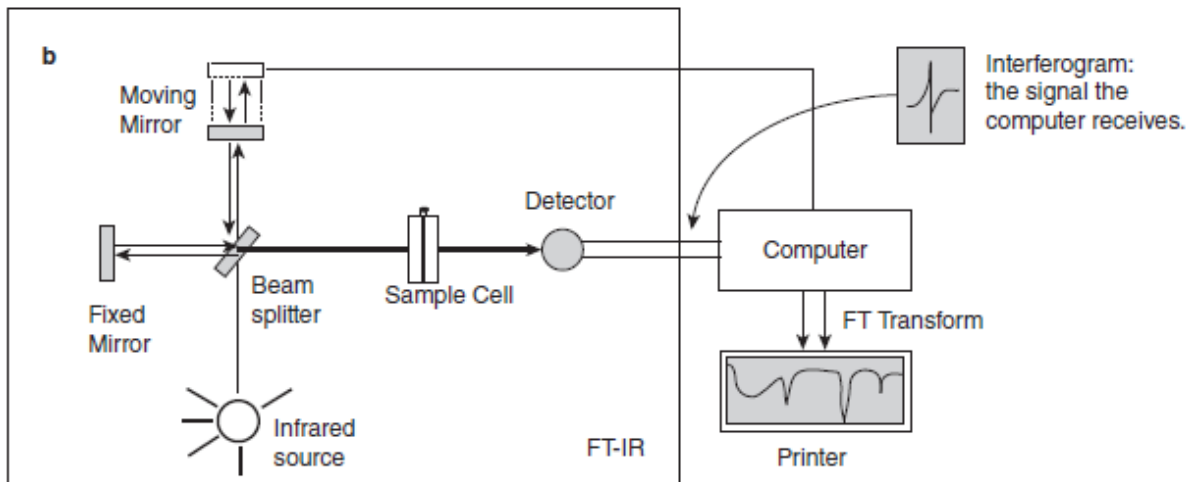 b
Moving
Mirror
Interferogram:
the signal the
computer receives.
Detector
Computer
Fixed
Mirror
Beam
splitter
Sample Cell
FT Transform
Infrared
source
FT-IR
Printer